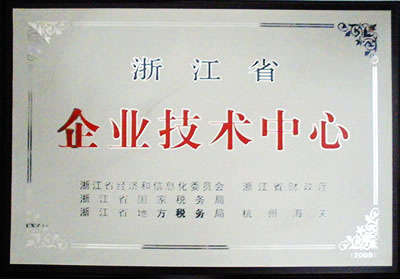 浙江省
企业技术中心
浙江省经济和信息化委员会 浙江省财政厅
浙江省国家税务局
浙江省地方税务局 杭州海关
(2009)